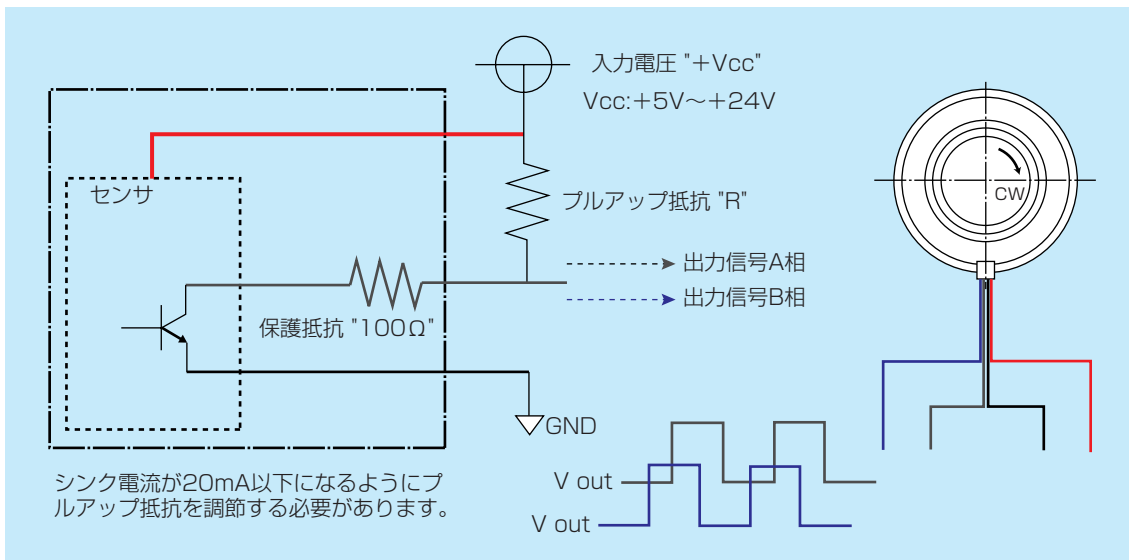 入力電圧 "＋Vcc"
Vcc:＋5V～＋24V
センサ
プルアップ抵抗 "R"
CW
出力信号A相
出力信号B相
保護抵抗 "100Ω"
GND
シンク電流が20mA以下になるようにプ
ルアップ抵抗を調節する必要があります。
V out
V out